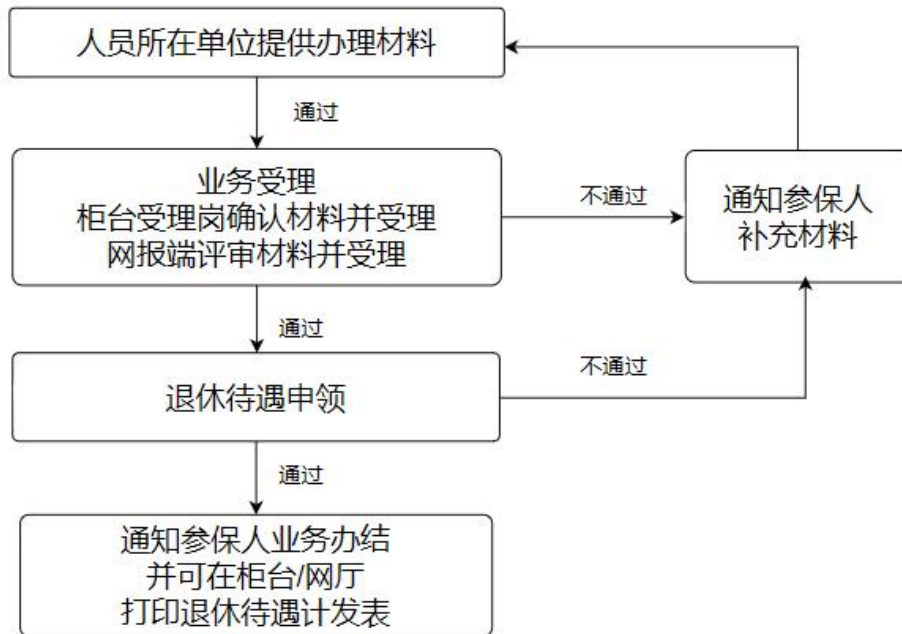 人员所在单位提供办理材料
通过
业务受理
柜台受理岗确认材料并受理
网报端评审材料并受理
不通过
通知参保人
补充材料
通过
退休待遇申领
不通过
通过
通知参保人业务办结
并可在柜台/网厅
打印退休待遇计发表